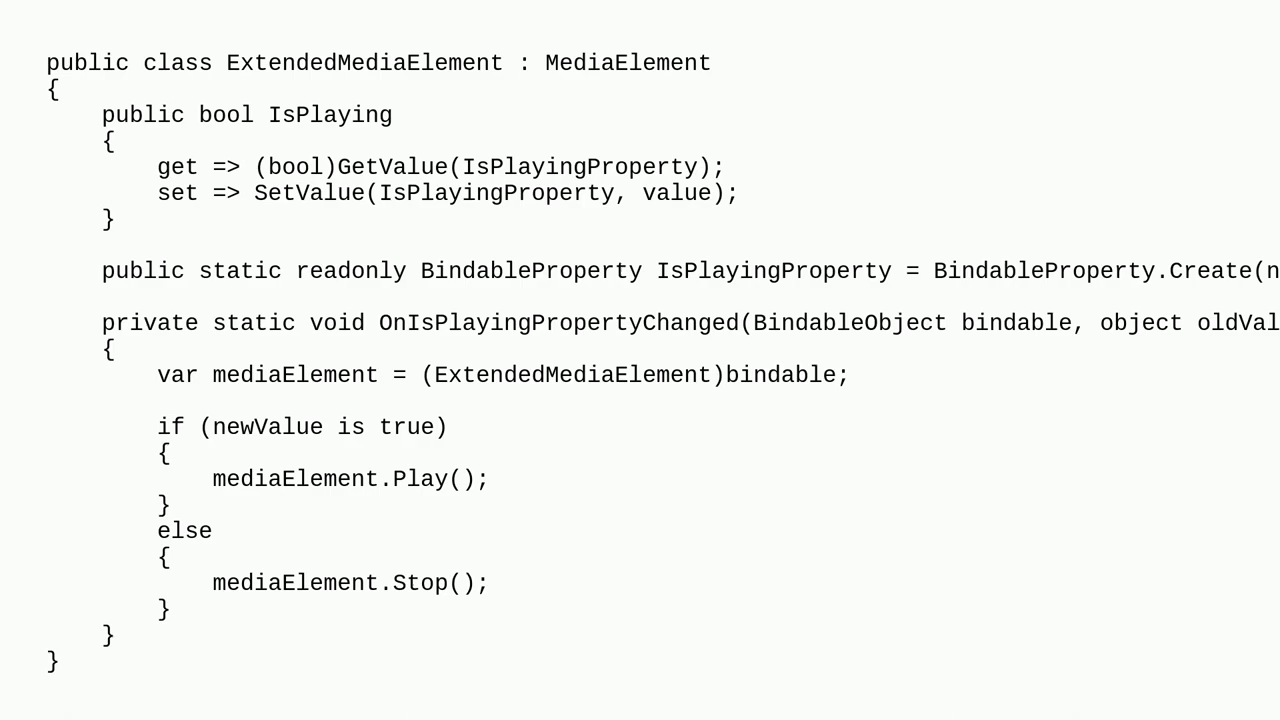 public class ExtendedMediaElement : MediaElement
{
    public bool IsPlaying
    {
        get => (bool)GetValue(IsPlayingProperty);
        set => SetValue(IsPlayingProperty, value);
    }

    public static readonly BindableProperty IsPlayingProperty = BindableProperty.Create(n

    private static void OnIsPlayingPropertyChanged(BindableObject bindable, object oldVal
    {
        var mediaElement = (ExtendedMediaElement)bindable;

        if (newValue is true)
        {
            mediaElement.Play();
        }
        else
        {
            mediaElement.Stop();
        }
    }
}